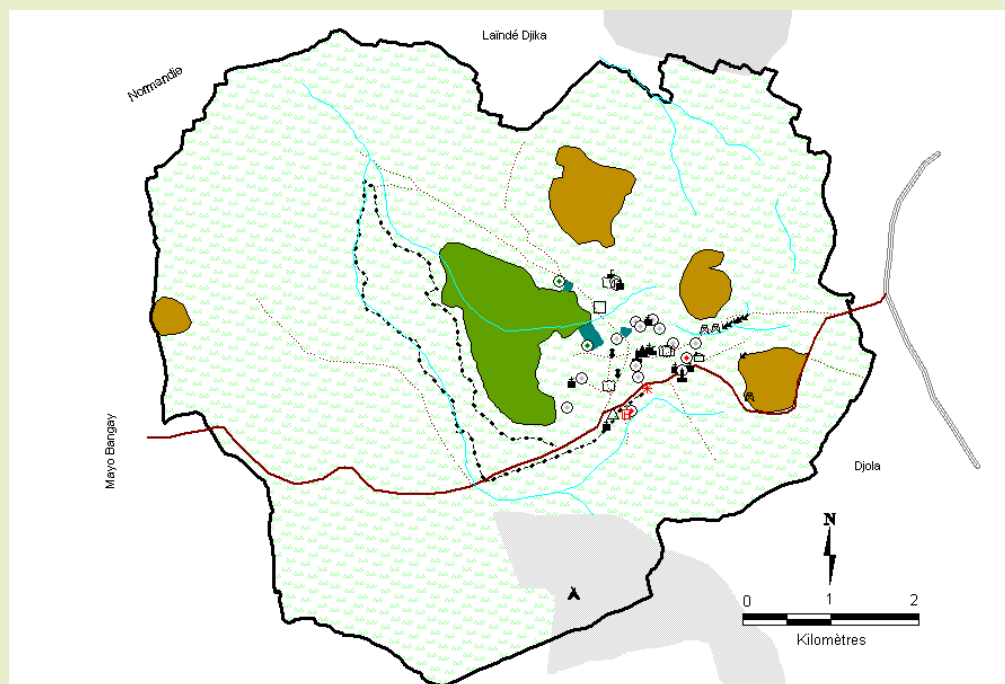 Laïndé Djika
Normandie
Mayo Bangay
Djola
N
0 1 2
Kilomètres